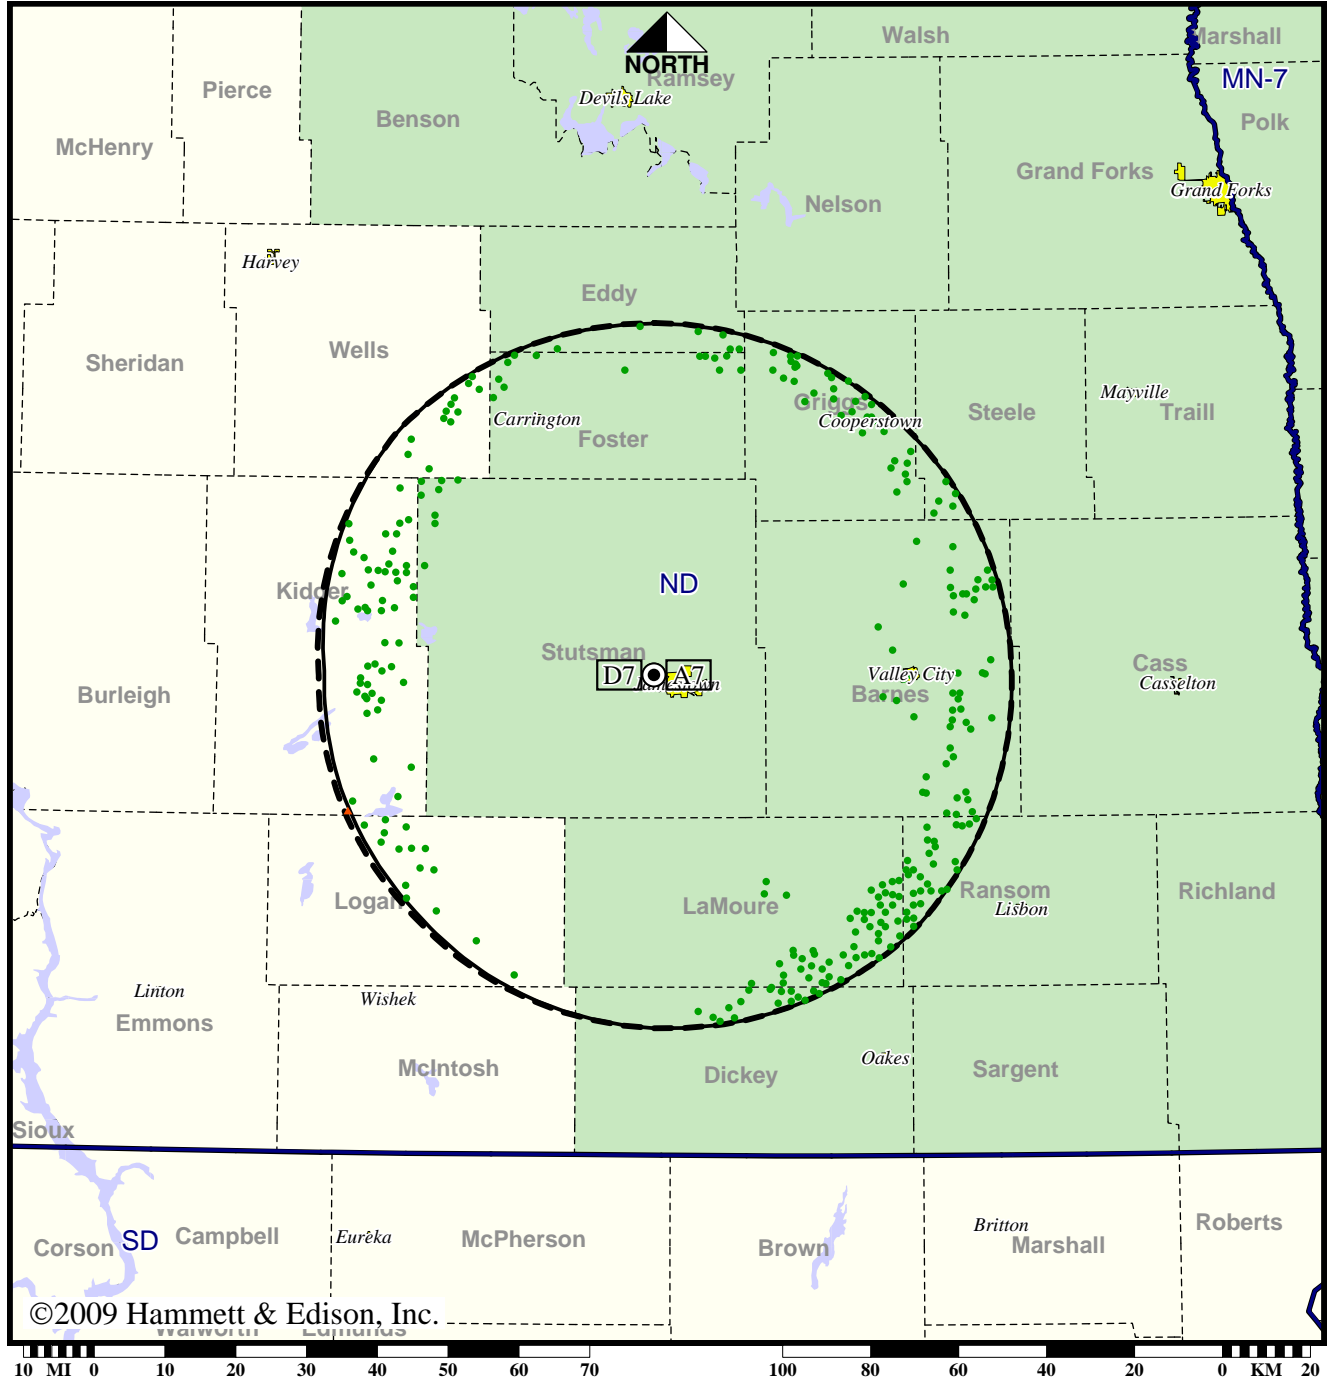 Walsh
Marshall
NORTH
Ramsey
MN-7
Pierce
Devils Lake
Benson
Polk
McHenry
Grand Forks
Grand Forks
Nelson
Harvey
Eddy
Wells
Sheridan
Mayville
Griggs
Steele
Traill
Carrington
Cooperstown
Foster
ND
Kidder
Stutsman
Cass
D7
A7
Valley City
Casselton
Jamestown
Burleigh
Barnes
Ransom
Richland
Logan
LaMoure
Lisbon
Linton
Wishek
Emmons
Oakes
McIntosh
Dickey
Sargent
Sioux
Roberts
Britton
Campbell
Eureka
McPherson
SD
Corson
Brown
Marshall
©2009 Hammett & Edison, Inc.
Walworth
Edmunds
10 MI 0 10 20 30 40 50 60 70
100 80 60 40 20 0 KM 20